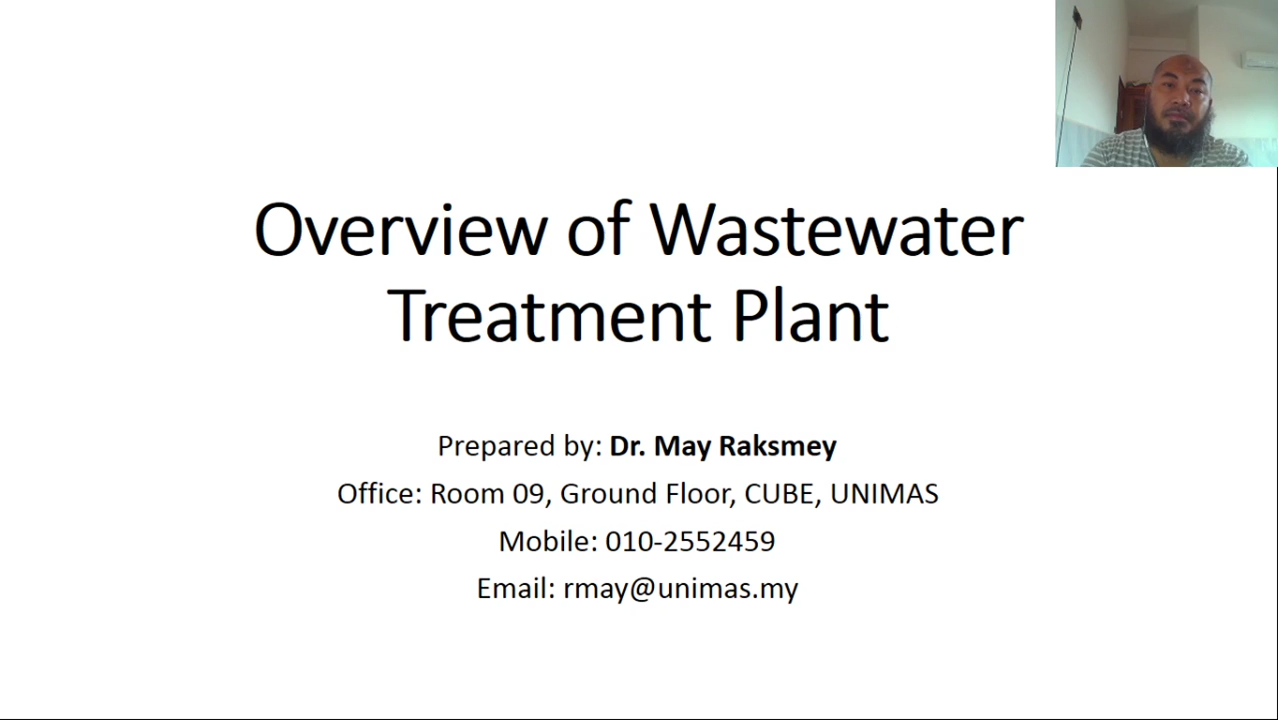 Overview of Wastewater
Treatment Plant
Prepared by: Dr. May Raksmey
Office: Room 09, Ground Floor, CUBE, UNIMAS
Mobile: 010-2552459
Email: rmay@unimas.my